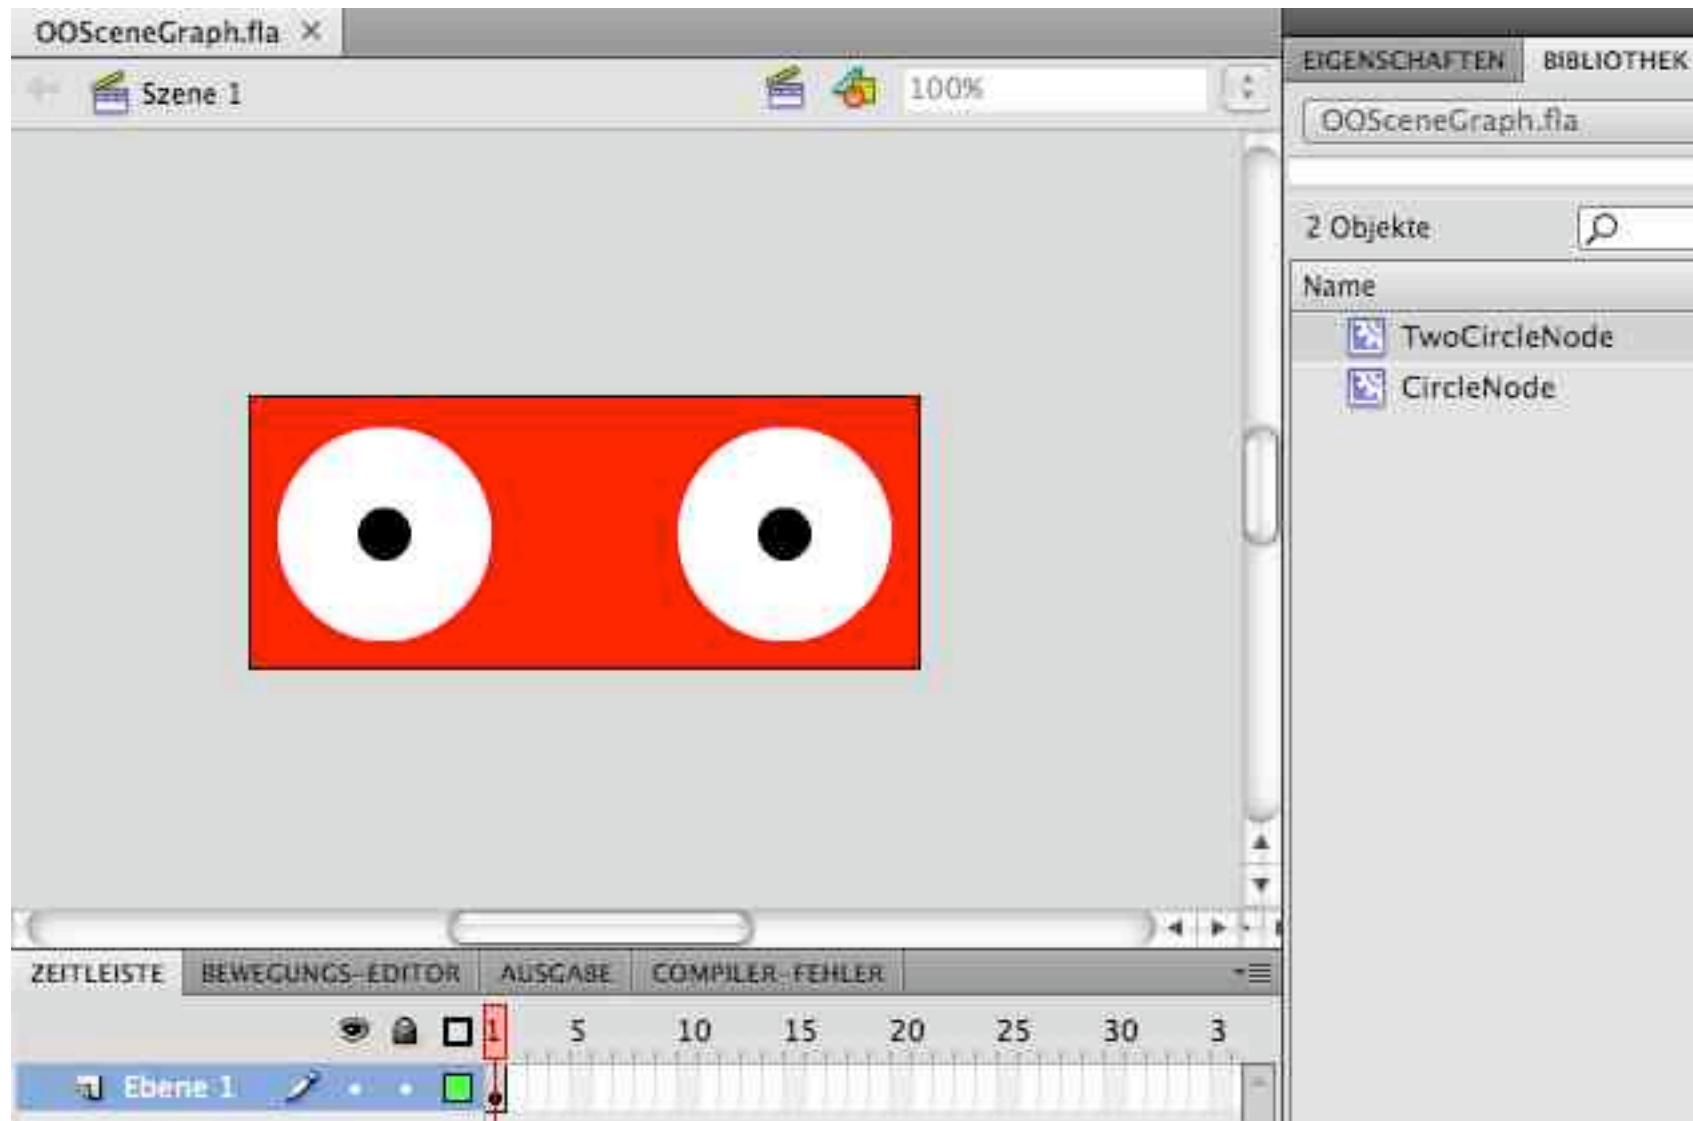 OOSceneGraph.fla
Szene 1
100%
EIGENSCHAFTEN
BIBLIOTHEK
OOSceneGraph.fla
2 Objekte
Name
TwoCircleNode
CircleNode
ZEITLEISTE
BEWEGUNGS-EDITOR
AUSGABE
COMPILER-FEHLER
1 5 10 15 20 25 30 3
Ebene 1